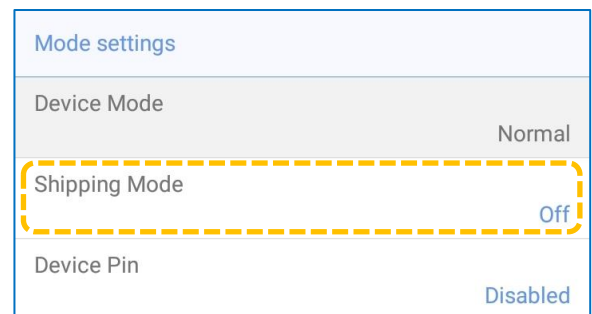 Mode settings
Device Mode
Normal
Shipping Mode
Off
Device Pin
Disabled